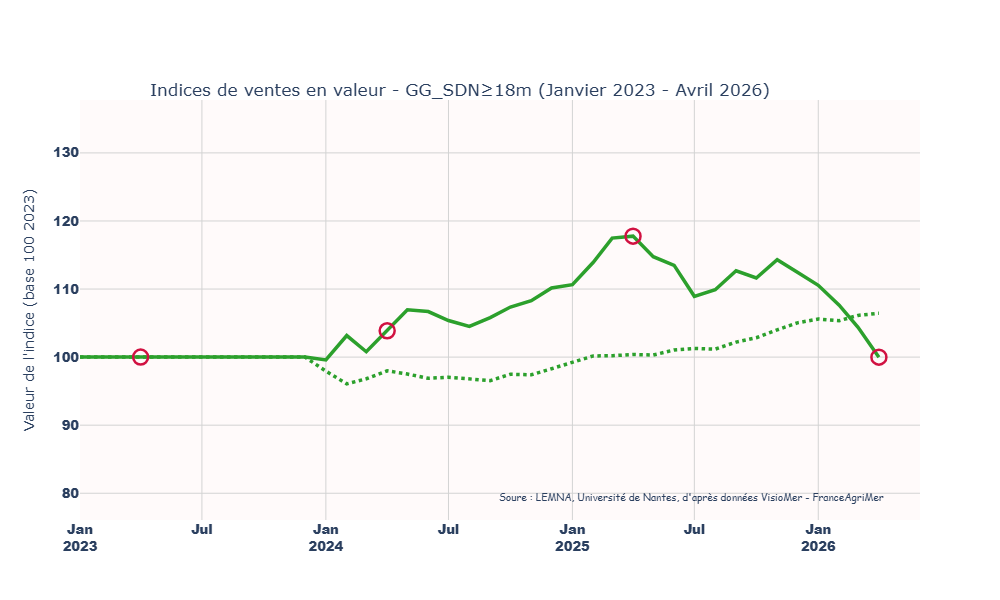 Indices de ventes en valeur - GG_SDN≥18m (Janvier 2023 - Avril 2026)
Valeur de l'indice (base 100 2023)
130
120
110
100
90
80
Soure : LEMNA, Université de Nantes, d'après données VisioMer - FranceAgriMer
Jan
2023
Jul
Jan
2024
Jul
Jan
2025
Jul
Jan
2026